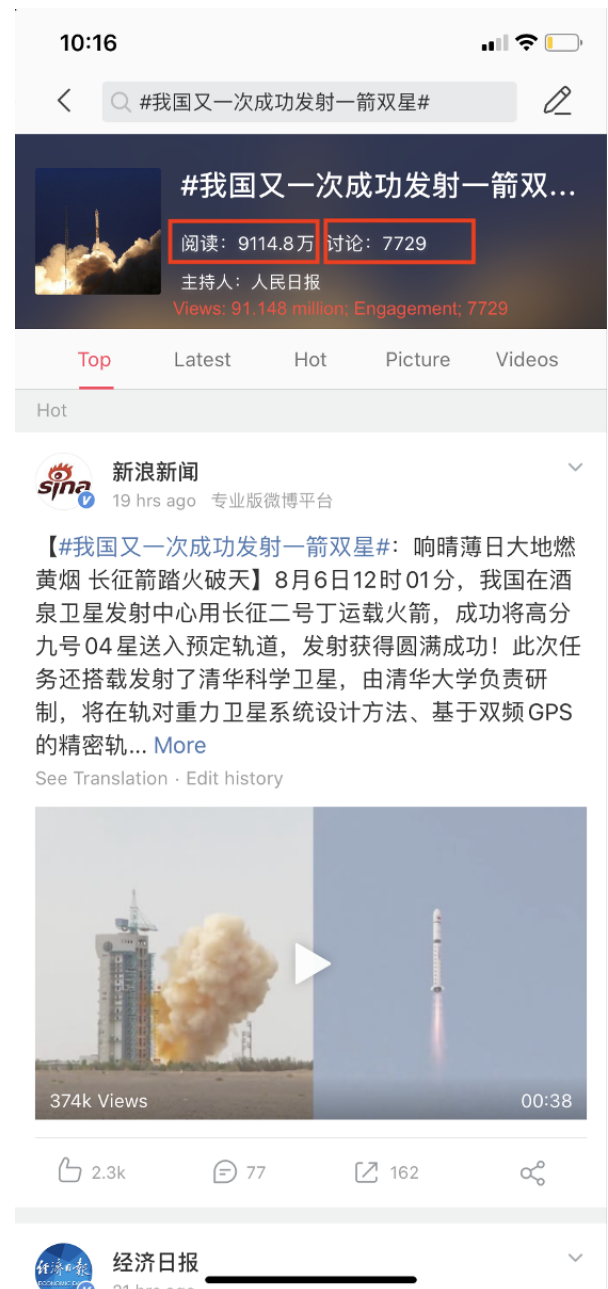 10:16
#我国又一次成功发射一箭双星#
#我国又一次成功发射一箭双...
阅读：9114.8万 讨论：7729
主持人：人民日报
Views: 91.148 million; Engagement; 7729
Top Latest Hot Picture Videos
Hot
sina
新浪新闻
19 hrs ago 专业版微博平台
【#我国又一次成功发射一箭双星#：响晴薄日大地燃
黄烟 长征箭踏火破天】8月6日12时01分，我国在酒
泉卫星发射中心用长征二号丁运载火箭，成功将高分
九号04星送入预定轨道，发射获得圆满成功！此次任
务还搭载发射了清华科学卫星，由清华大学负责研
制，将在轨对重力卫星系统设计方法、基于双频GPS
的精密轨... More
See Translation · Edit history
374k Views 00:38
2.3k 77 162
经济日报
经济日报
21 hrs ago